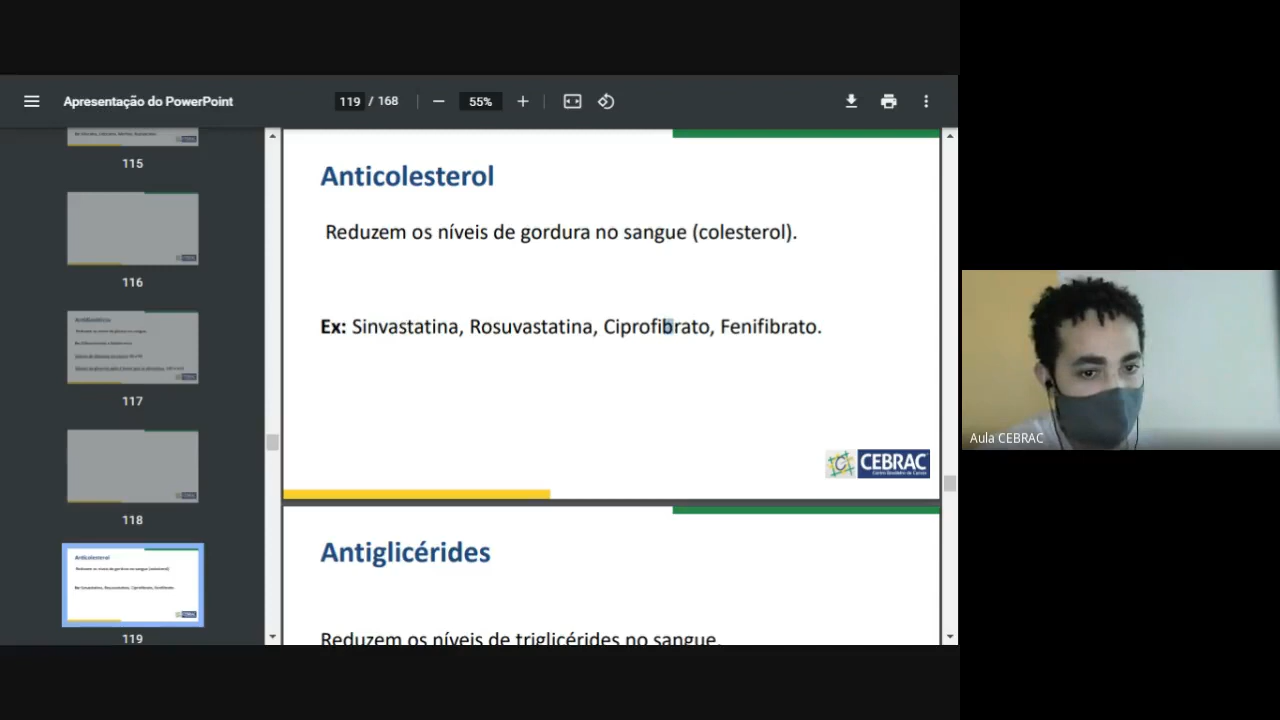 Apresentação do PowerPoint
119 / 168
55%
115
116
117
118
119
Anticolesterol
Reduzem os níveis de gordura no sangue (colesterol).
Ex: Sinvastatina, Rosuvastatina, Ciprofibrato, Fenifibrato.
CEBRAC
Antiglicérides
Reduzem os níveis de triglicérides no sangue.
Aula CEBRAC